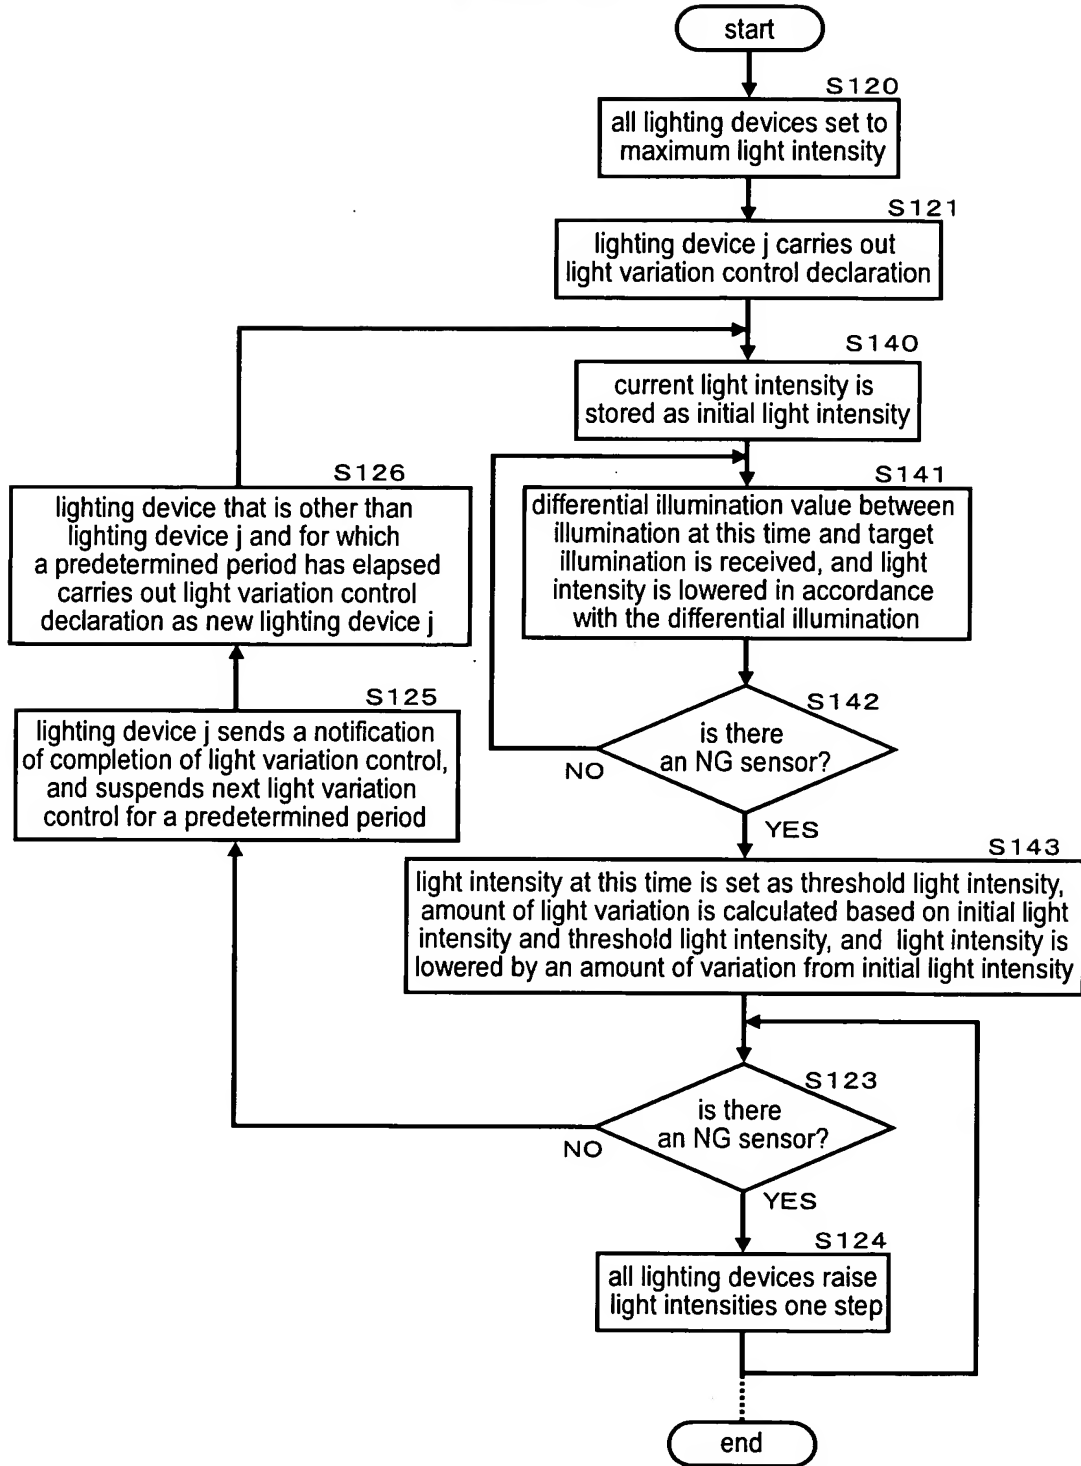 start
S120
all lighting devices set to
maximum light intensity
S121
lighting device j carries out
light variation control declaration
S140
current light intensity is
stored as initial light intensity
S141
differential illumination value between
illumination at this time and target
illumination is received, and light
intensity is lowered in accordance
with the differential illumination
S142
is there
an NG sensor?
NO
YES
S143
light intensity at this time is set as threshold light intensity,
amount of light variation is calculated based on initial light
intensity and threshold light intensity, and light intensity is
lowered by an amount of variation from initial light intensity
S123
is there
an NG sensor?
NO
YES
S124
all lighting devices raise
light intensities one step
end
S125
lighting device j sends a notification
of completion of light variation control,
and suspends next light variation
control for a predetermined period
S126
lighting device that is other than
lighting device j and for which
a predetermined period has elapsed
carries out light variation control
declaration as new lighting device j